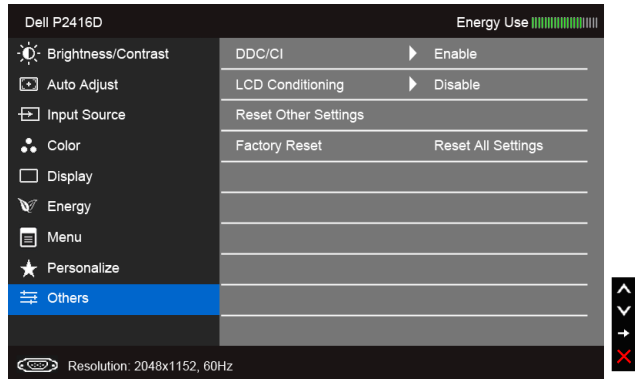 Dell P2416D Energy Use
Brightness/Contrast DDC/CI Enable
Auto Adjust LCD Conditioning Disable
Input Source Reset Other Settings
Color Factory Reset Reset All Settings
Display
Energy
Menu
Personalize
Others
Resolution: 2048x1152, 60Hz